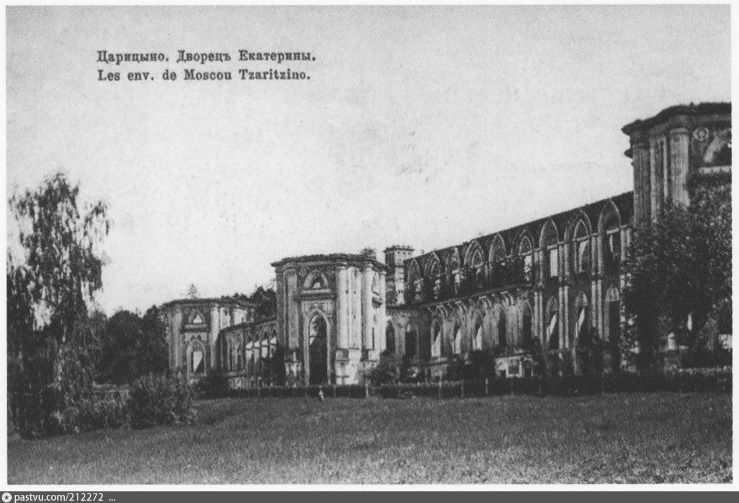 Царицыно. Дворецъ Екатерины.
Les env. de Moscou Tzaritzino.
pastvu.com/212272 ...